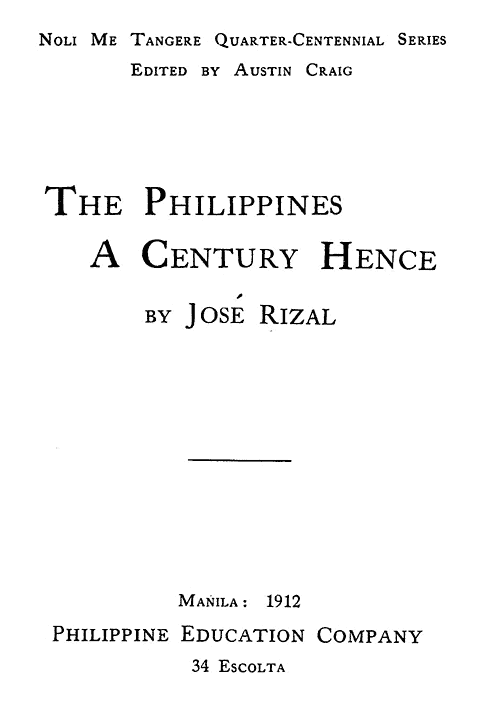 NOLI ME TANGERE QUARTER-CENTENNIAL SERIES
EDITED BY AUSTIN CRAIG
THE PHILIPPINES
A CENTURY HENCE
BY JOSÉ RIZAL
MANILA: 1912
PHILIPPINE EDUCATION COMPANY
34 ESCOLTA